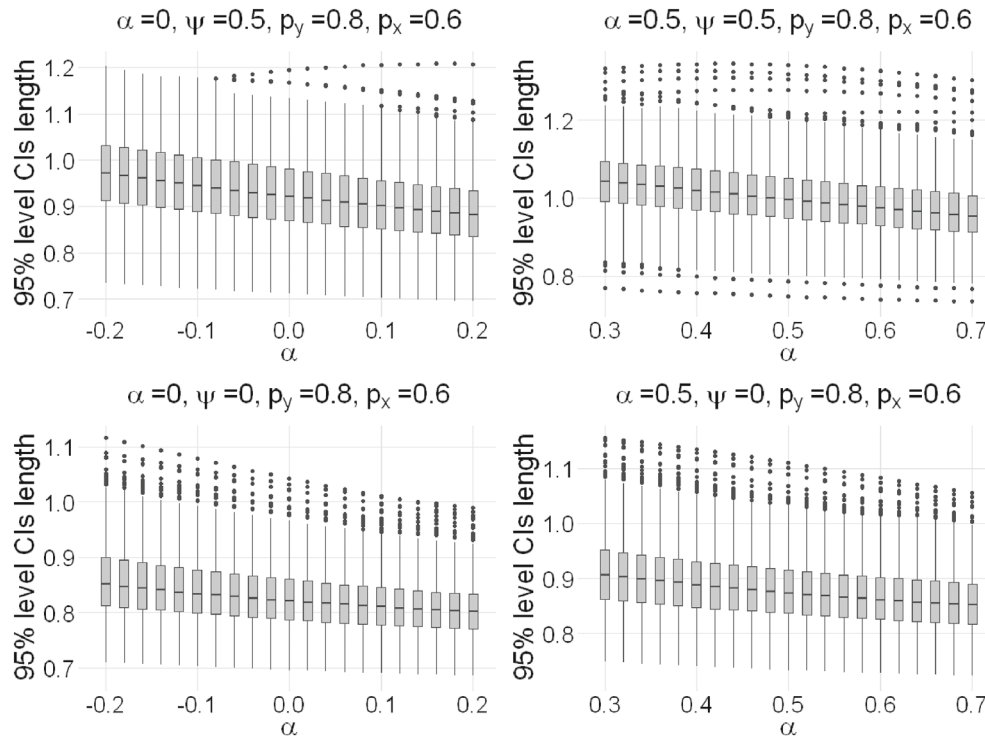 α =0, ψ =0.5, p_y =0.8, p_x =0.6
95% level CIs length
1.2
1.1
1.0
0.9
0.8
0.7
-0.2 -0.1 0.0 0.1 0.2
α
α =0.5, ψ =0.5, p_y =0.8, p_x =0.6
95% level CIs length
1.2
1.0
0.8
0.3 0.4 0.5 0.6 0.7
α
α =0, ψ =0, p_y =0.8, p_x =0.6
95% level CIs length
1.1
1.0
0.9
0.8
0.7
-0.2 -0.1 0.0 0.1 0.2
α
α =0.5, ψ =0, p_y =0.8, p_x =0.6
95% level CIs length
1.1
1.0
0.9
0.8
0.3 0.4 0.5 0.6 0.7
α